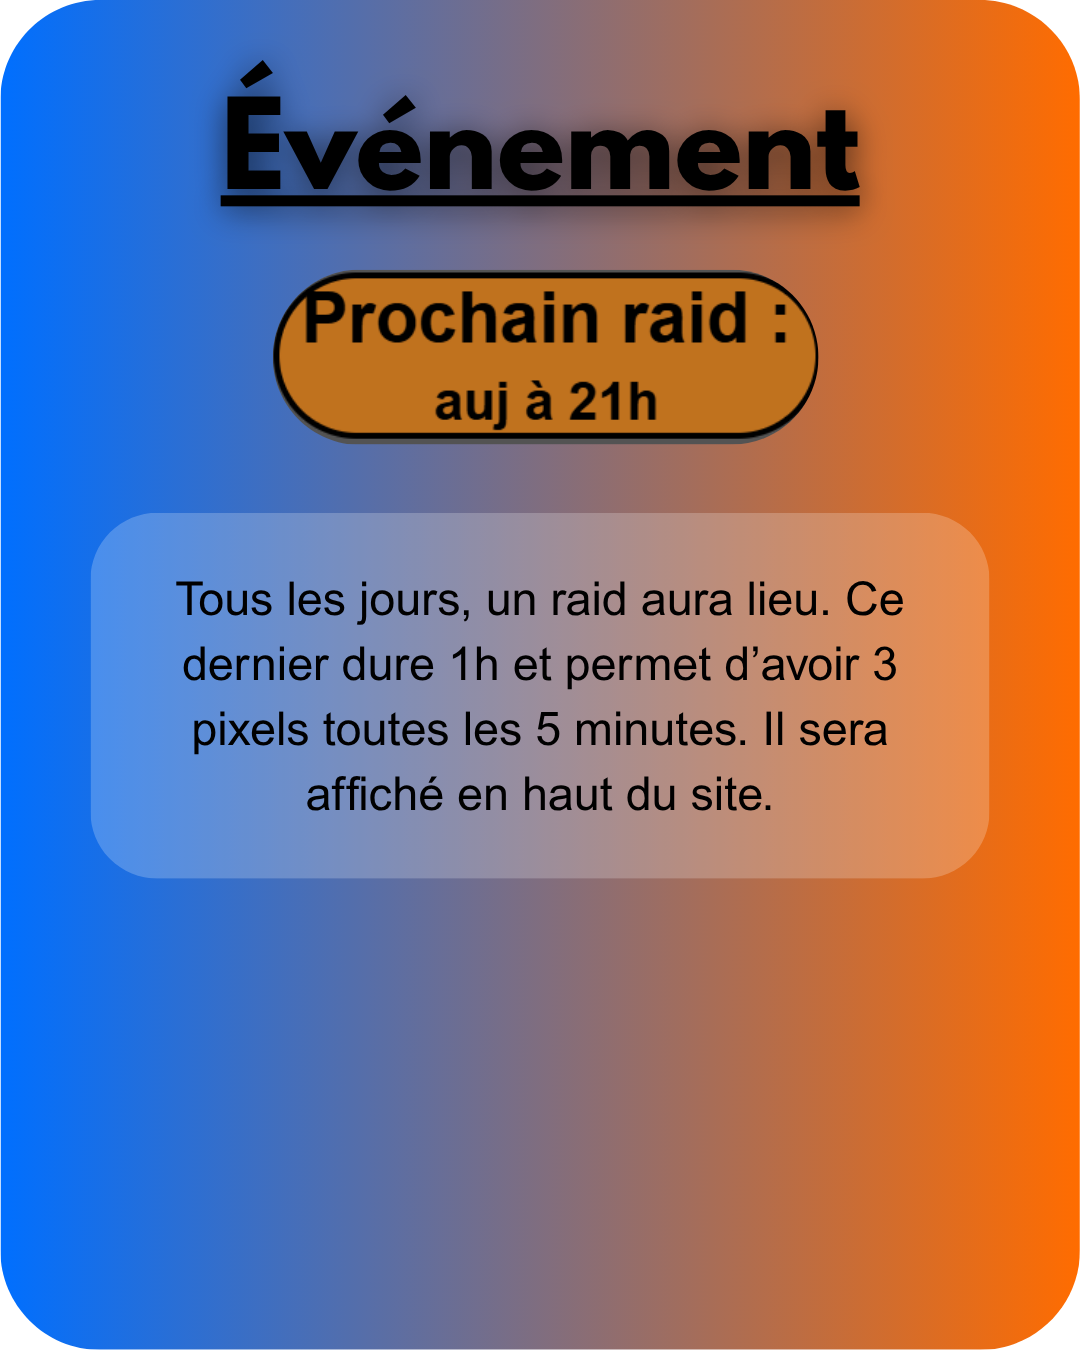 Événement
Prochain raid :
auj à 21h
Tous les jours, un raid aura lieu. Ce
dernier dure 1h et permet d’avoir 3
pixels toutes les 5 minutes. Il sera
affiché en haut du site.